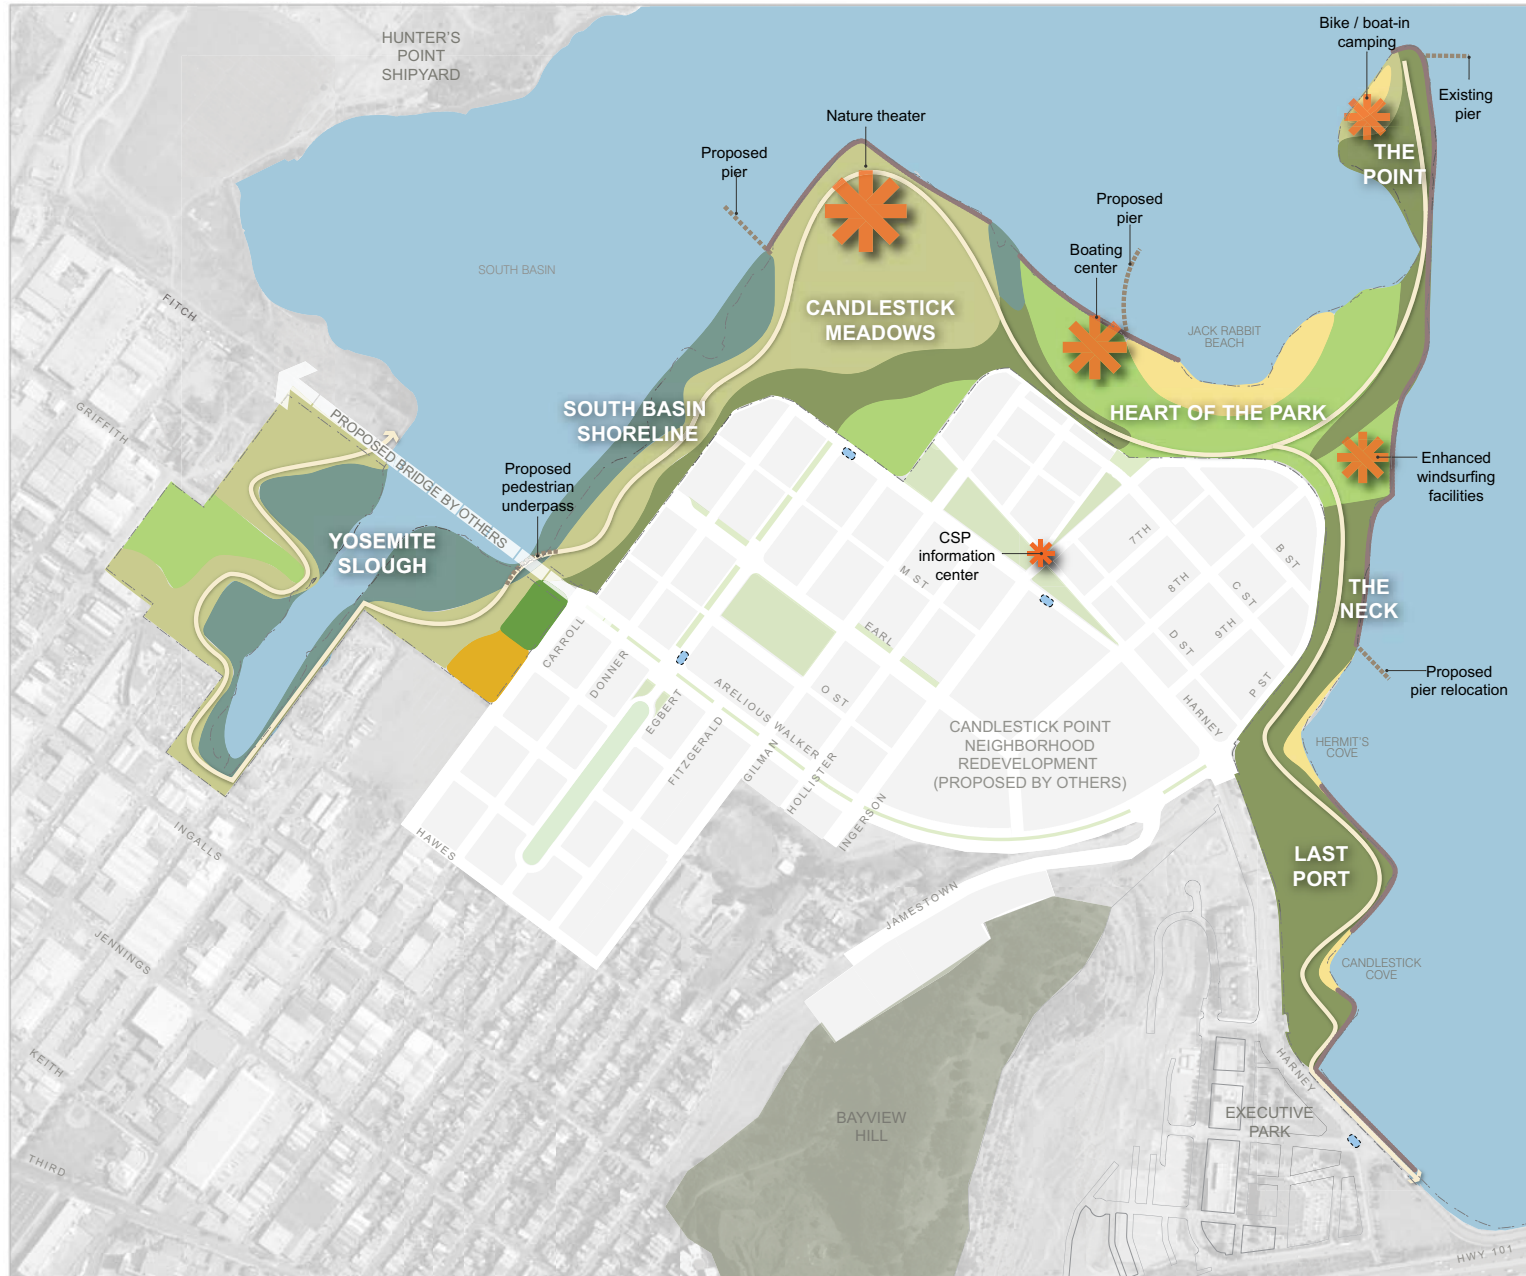 HUNTER'S
POINT
SHIPYARD
Bike / boat-in
camping
Existing
pier
THE
POINT
Nature theater
Proposed
pier
Proposed
pier
Boating
center
SOUTH BASIN
CANDLESTICK
MEADOWS
JACK RABBIT
BEACH
FITCH
GRIFFITH
PROPOSED BRIDGE BY OTHERS
SOUTH BASIN
SHORELINE
HEART OF THE PARK
Enhanced
windsurfing
facilities
Proposed
pedestrian
underpass
YOSEMITE
SLOUGH
CSP
information
center
7TH
8TH
9TH
B ST
C ST
D ST
P ST
M ST
EARL
O ST
THE
NECK
CARROLL
DONNER
EGBERT
FITZGERALD
GILMAN
HOLLISTER
INGERSON
ARELIOUS WALKER
HARNEY
Proposed
pier relocation
CANDLESTICK POINT
NEIGHBORHOOD
REDEVELOPMENT
(PROPOSED BY OTHERS)
HERMIT'S
COVE
HAWES
INGALLS
JENNINGS
KEITH
THIRD
JAMESTOWN
LAST
PORT
CANDLESTICK
COVE
HARNEY
BAYVIEW
HILL
EXECUTIVE
PARK
HWY 101